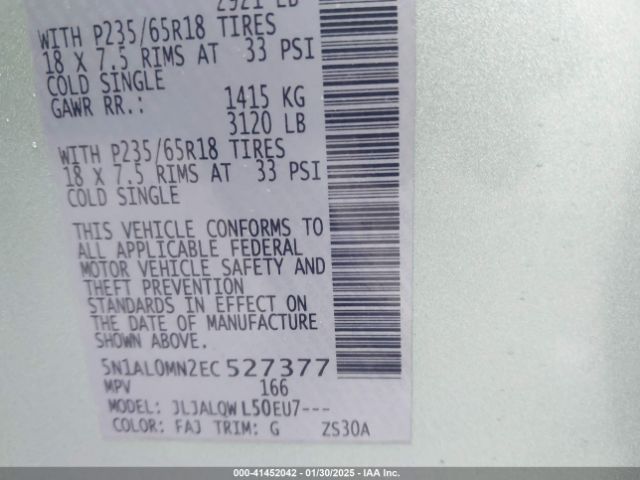 2921 LB
WITH P235/65R18 TIRES
18 X 7.5 RIMS AT 33 PSI
COLD SINGLE
GAWR RR.: 1415 KG
3120 LB
WITH P235/65R18 TIRES
18 X 7.5 RIMS AT 33 PSI
COLD SINGLE
THIS VEHICLE CONFORMS TO
ALL APPLICABLE FEDERAL
MOTOR VEHICLE SAFETY AND
THEFT PREVENTION
STANDARDS IN EFFECT ON
THE DATE OF MANUFACTURE
SHOWN ABOVE.
5N1AL0MN2EC527377
MPV 166
MODEL: JLJALQWL50EU7---
COLOR: FAJ TRIM: G ZS30A
000-41452042 - 01/30/2025 - IAA Inc.